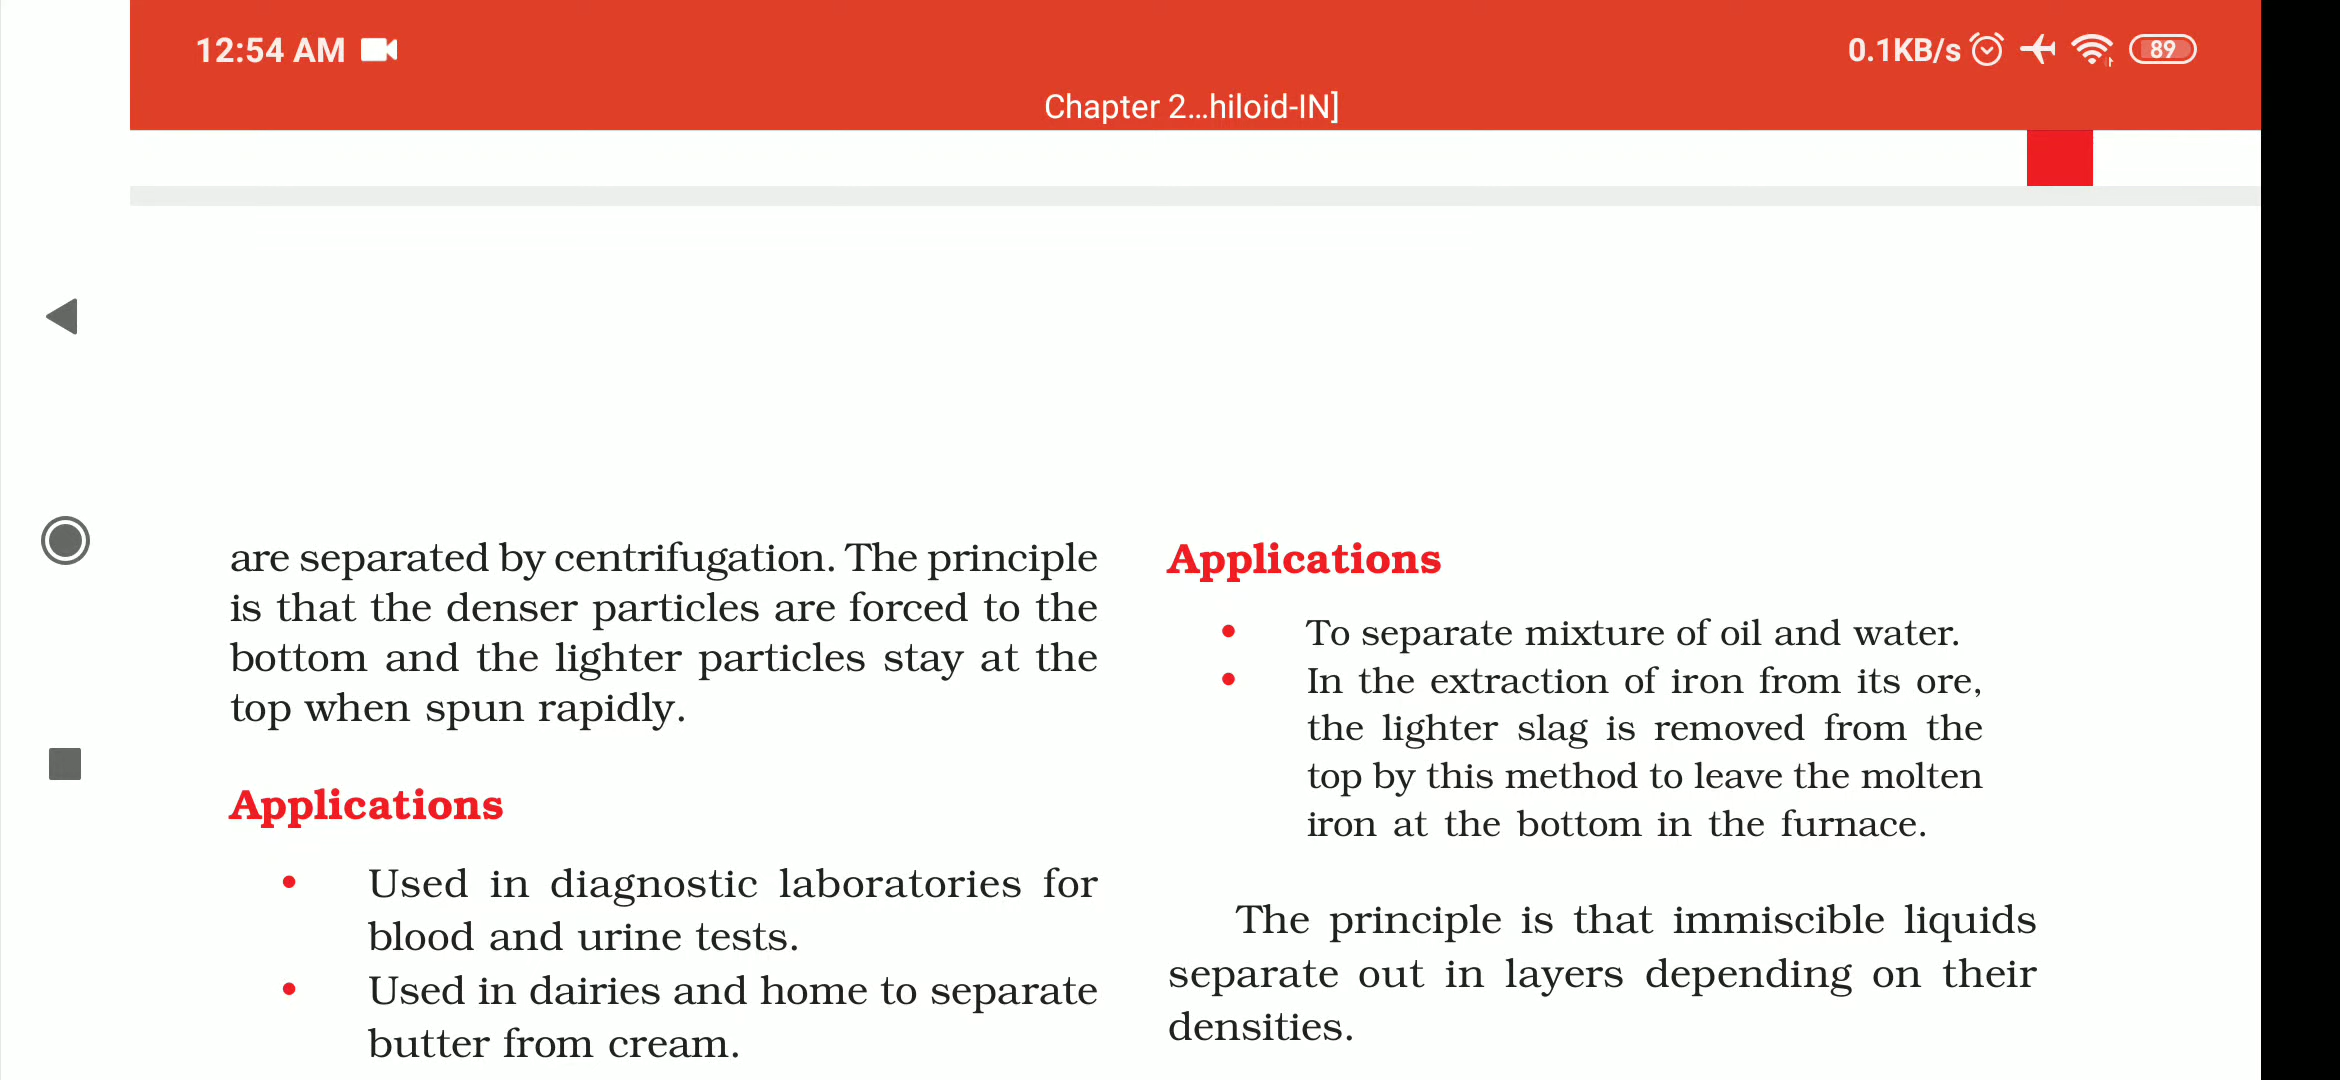 12:54 AM
0.1KB/s
89
Chapter 2...hiloid-IN]
are separated by centrifugation. The principle
is that the denser particles are forced to the
bottom and the lighter particles stay at the
top when spun rapidly.
Applications
• Used in diagnostic laboratories for
blood and urine tests.
• Used in dairies and home to separate
butter from cream.
Applications
• To separate mixture of oil and water.
• In the extraction of iron from its ore,
the lighter slag is removed from the
top by this method to leave the molten
iron at the bottom in the furnace.
The principle is that immiscible liquids
separate out in layers depending on their
densities.